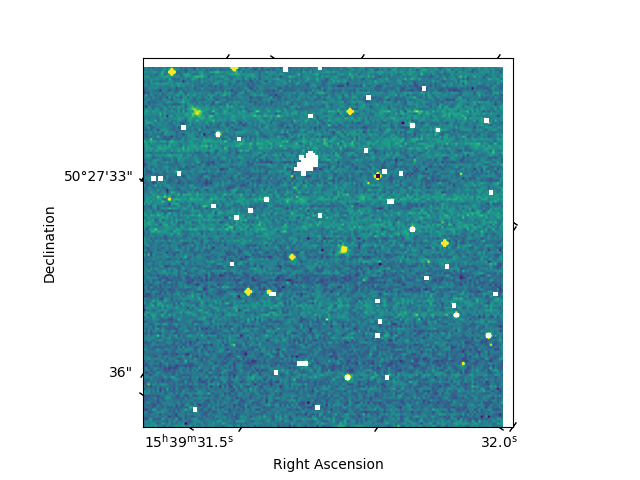 50°27'33"
Declination
36"
15ʰ39ᵐ31.5ˢ
32.0ˢ
Right Ascension